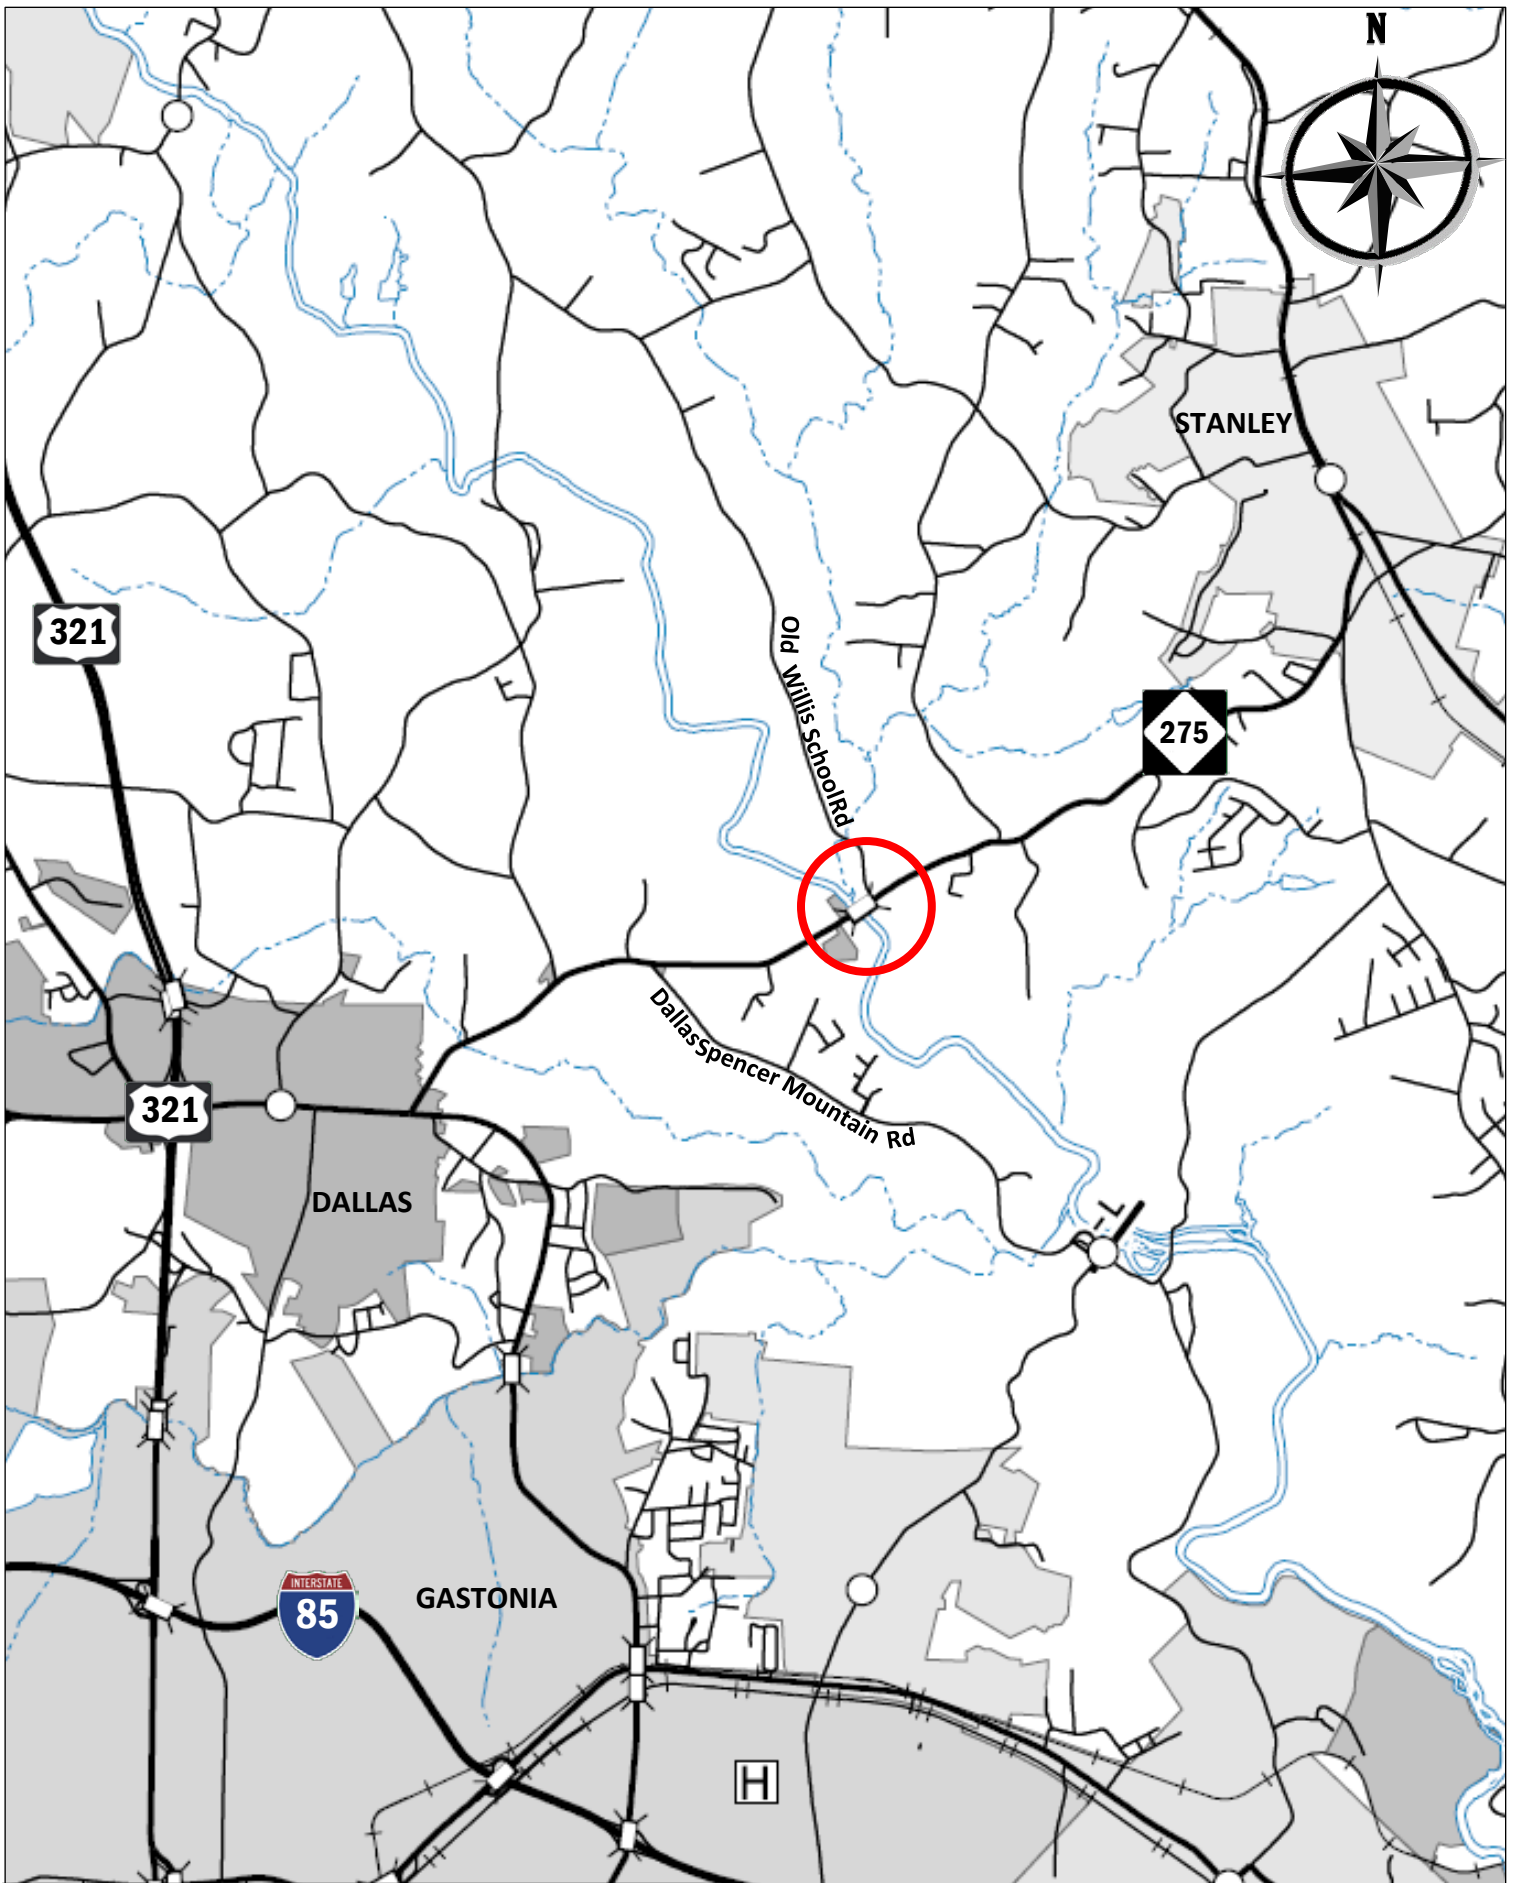 N
STANLEY
321
Old Willis SchoolRd
275
DallasSpencer Mountain Rd
321
DALLAS
INTERSTATE
85
GASTONIA
H